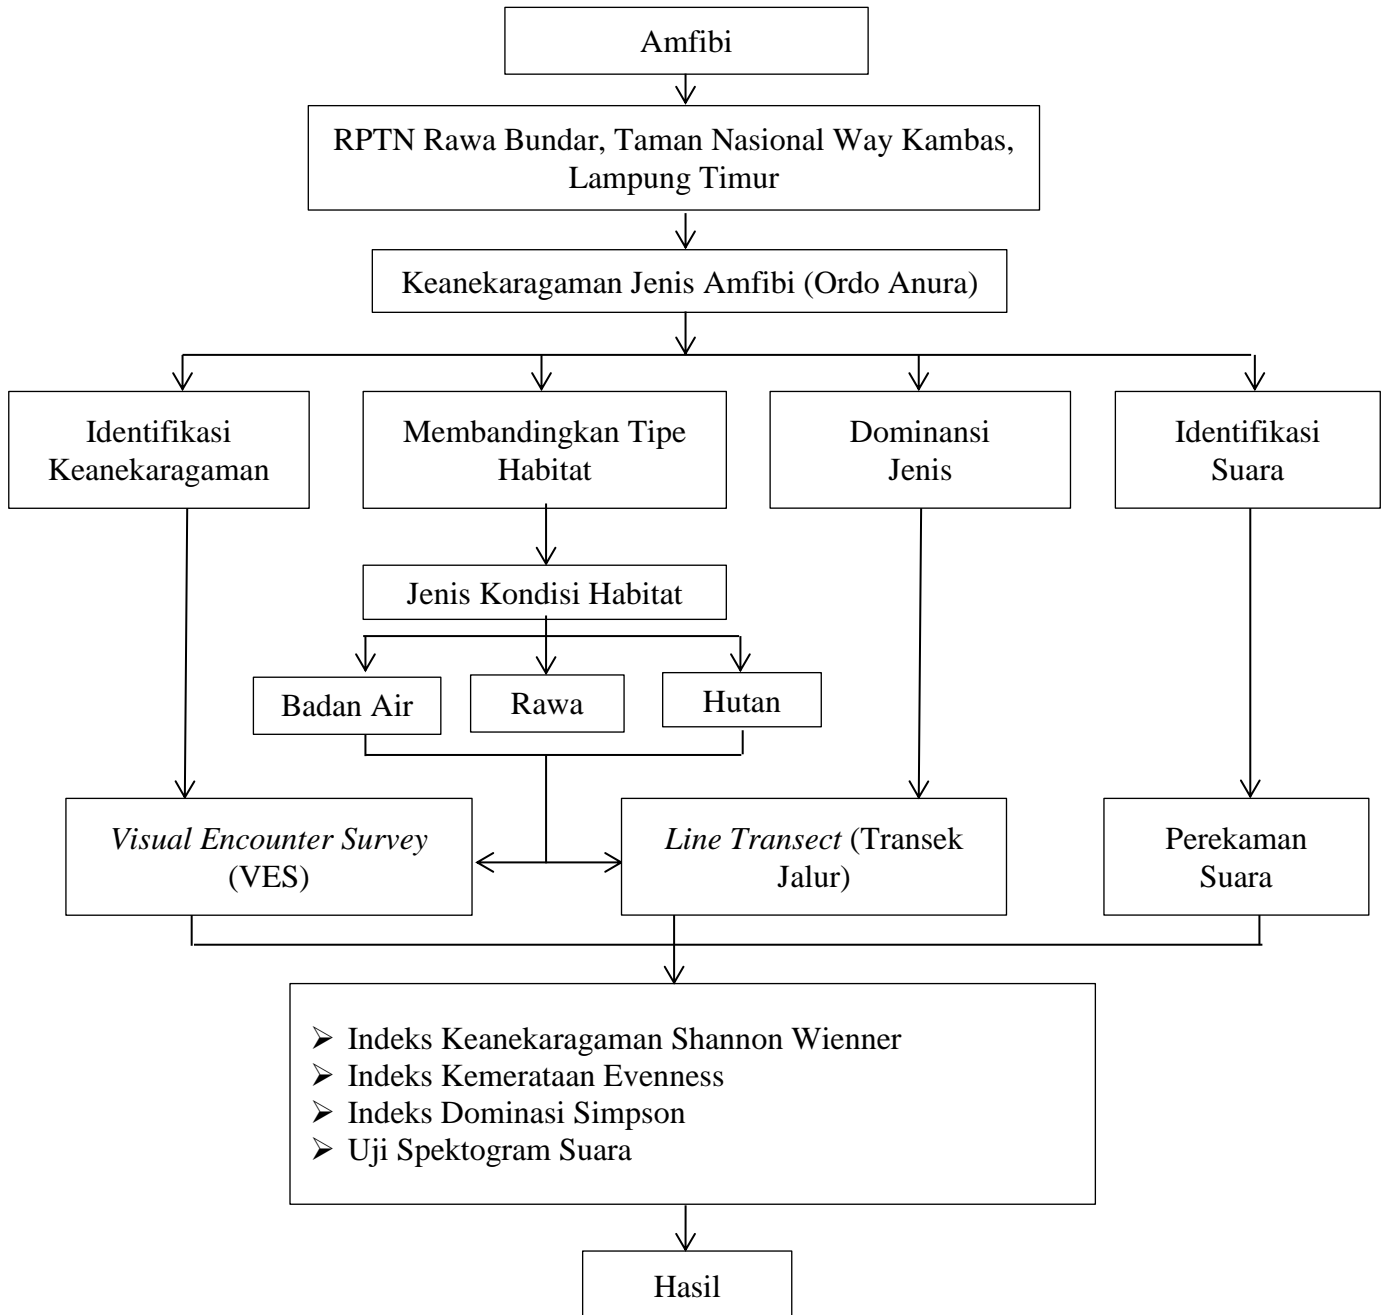 Amfibi
RPTN Rawa Bundar, Taman Nasional Way Kambas,
Lampung Timur
Keanekaragaman Jenis Amfibi (Ordo Anura)
Identifikasi
Keanekaragaman
Membandingkan Tipe
Habitat
Dominansi
Jenis
Identifikasi
Suara
Jenis Kondisi Habitat
Badan Air
Rawa
Hutan
Visual Encounter Survey
(VES)
Line Transect (Transek
Jalur)
Perekaman
Suara
➢ Indeks Keanekaragaman Shannon Wienner
➢ Indeks Kemerataan Evenness
➢ Indeks Dominasi Simpson
➢ Uji Spektogram Suara
Hasil